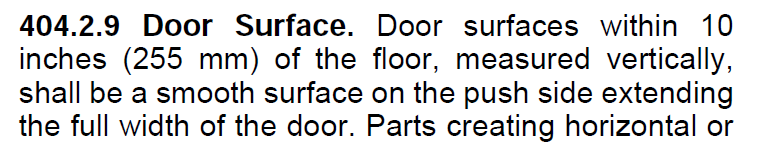 404.2.9 Door Surface. Door surfaces within 10
inches (255 mm) of the floor, measured vertically,
shall be a smooth surface on the push side extending
the full width of the door. Parts creating horizontal or